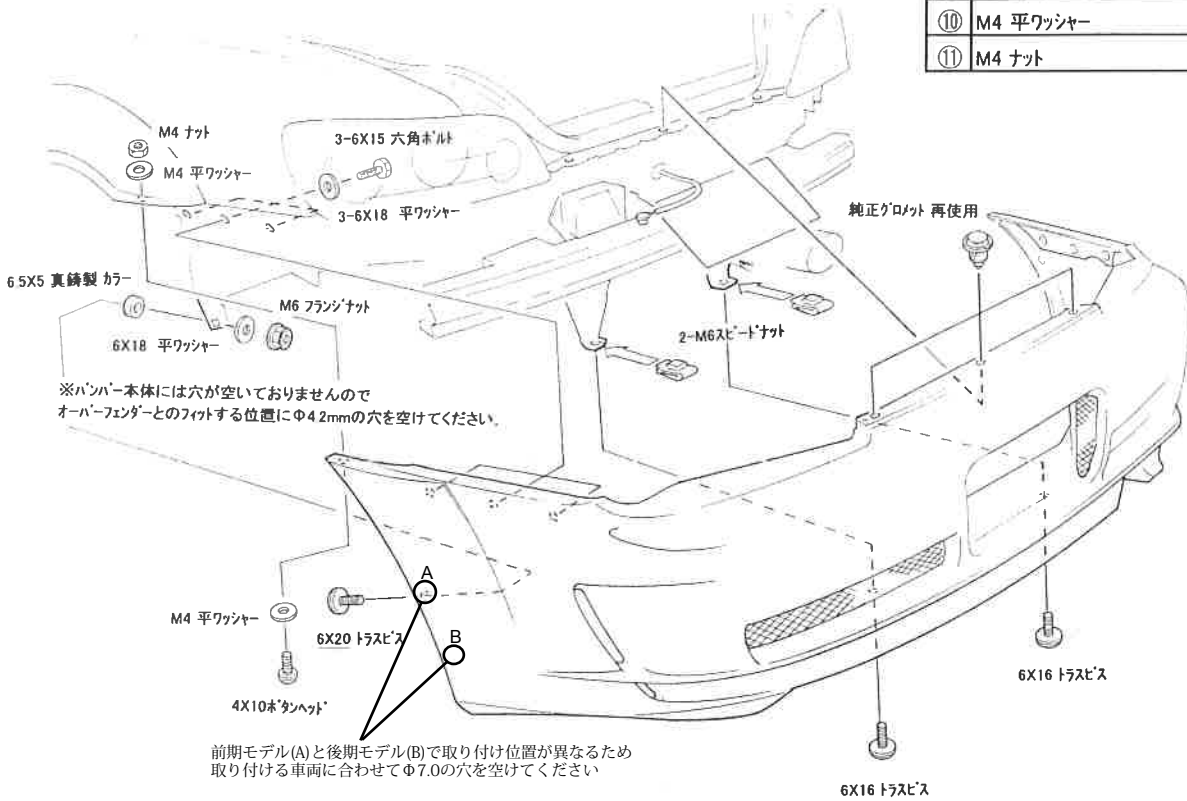 ⑩ M4 平ワッシャー
⑪ M4 ナット
M4 ナット
M4 平ワッシャー
3-6X15 六角ボルト
3-6X18 平ワッシャー
純正グロメット 再使用
6 5X5 真鋳製 カラー
M6 フランジナット
6X18 平ワッシャー
2-M6スピードナット
※バンパー本体には穴が空いておりませんので
オーバーフェンダーとのフィットする位置にΦ4 2mmの穴を空けてください。
A
M4 平ワッシャー
6X20 トラスビス
B
4X10ボタンヘッド
6X16 トラスビス
前期モデル(A)と後期モデル(B)で取り付け位置が異なるため
取り付ける車両に合わせてΦ7.0の穴を空けてください
6X16 トラスビス